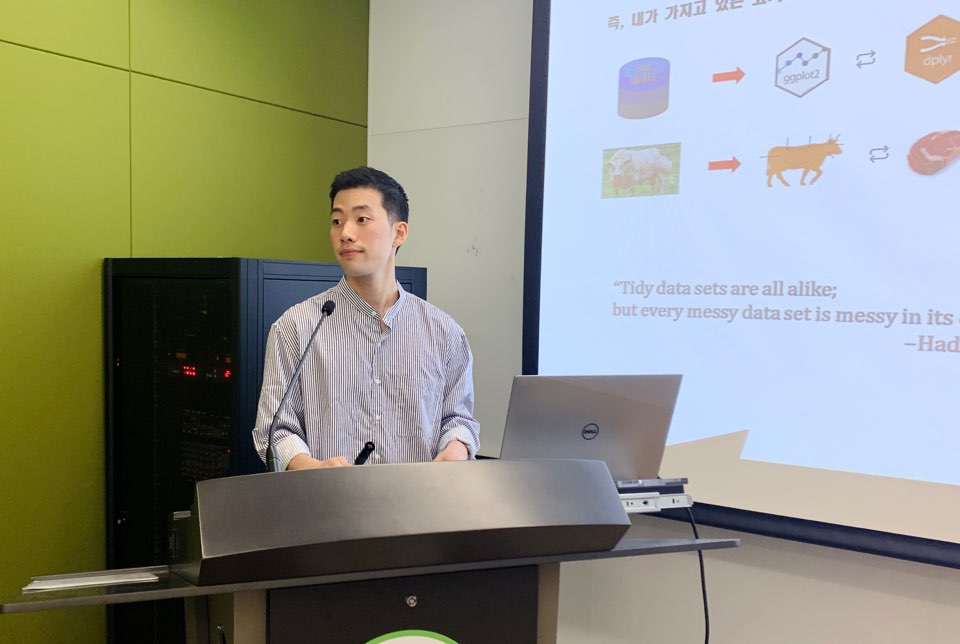 즉, 내가 가지고 있는
ggplot2
dplyr
“Tidy data sets are all alike;
but every messy data set is messy in its
–Had
DELL